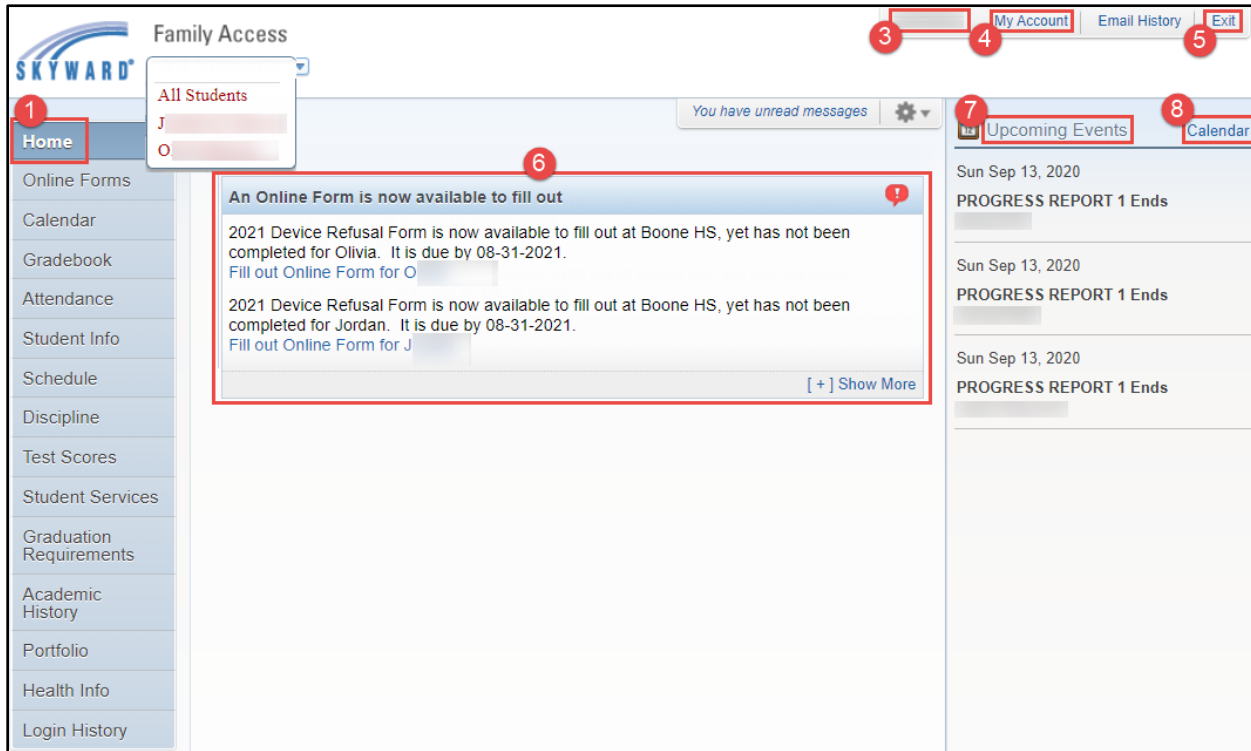 SKYWARD®
Family Access
All Students
J
O
3
4
My Account
Email History
5
Exit
You have unread messages
1
Home
Online Forms
Calendar
Gradebook
Attendance
Student Info
Schedule
Discipline
Test Scores
Student Services
Graduation
Requirements
Academic
History
Portfolio
Health Info
Login History
6
An Online Form is now available to fill out
2021 Device Refusal Form is now available to fill out at Boone HS, yet has not been
completed for Olivia. It is due by 08-31-2021.
Fill out Online Form for O
2021 Device Refusal Form is now available to fill out at Boone HS, yet has not been
completed for Jordan. It is due by 08-31-2021.
Fill out Online Form for J
[ + ] Show More
7
Upcoming Events
8
Calendar
Sun Sep 13, 2020
PROGRESS REPORT 1 Ends
Sun Sep 13, 2020
PROGRESS REPORT 1 Ends
Sun Sep 13, 2020
PROGRESS REPORT 1 Ends